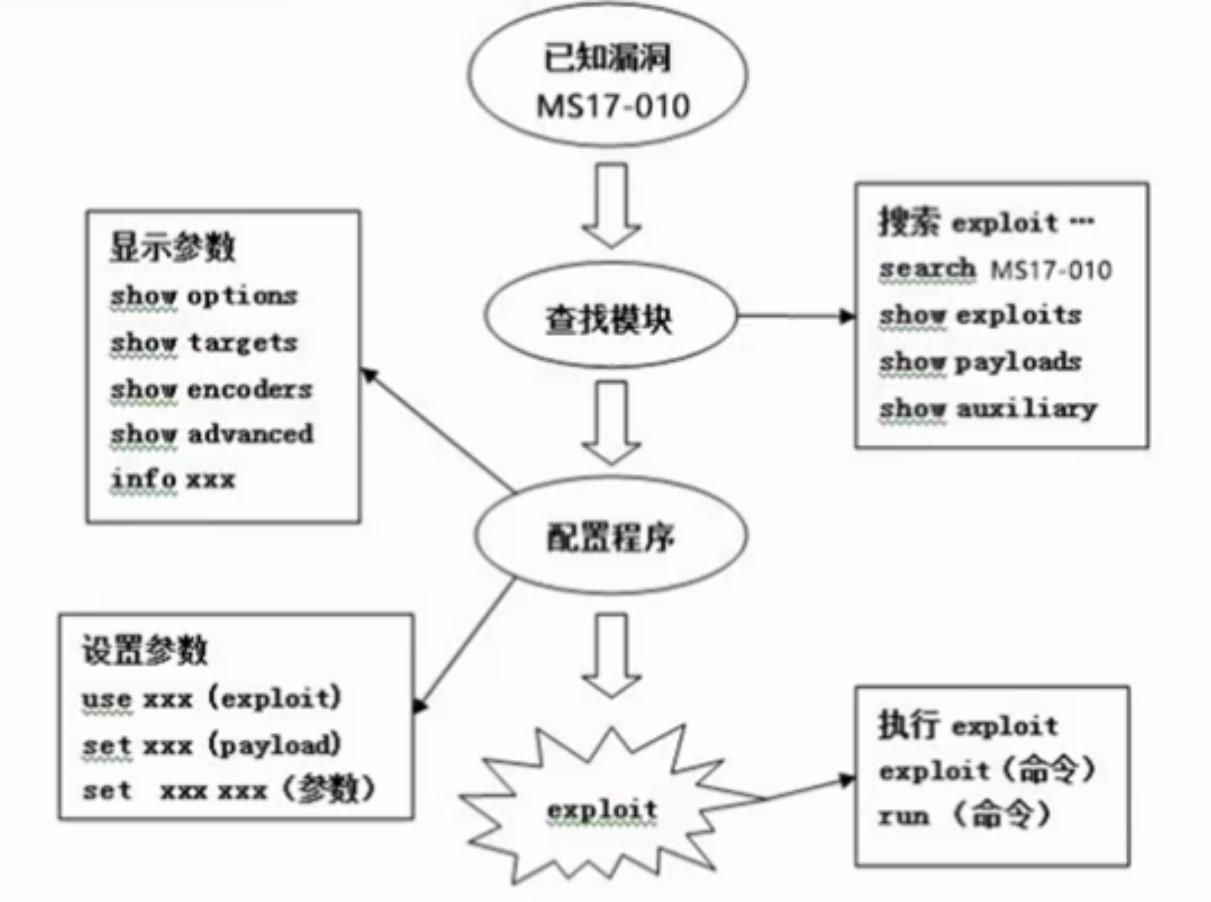 已知漏洞
MS17-010
查找模块
搜索 exploit …
search MS17-010
show exploits
show payloads
show auxiliary
显示参数
show options
show targets
show encoders
show advanced
info xxx
配置程序
设置参数
use xxx (exploit)
set xxx (payload)
set xxx xxx（参数）
exploit
执行 exploit
exploit（命令）
run （命令）